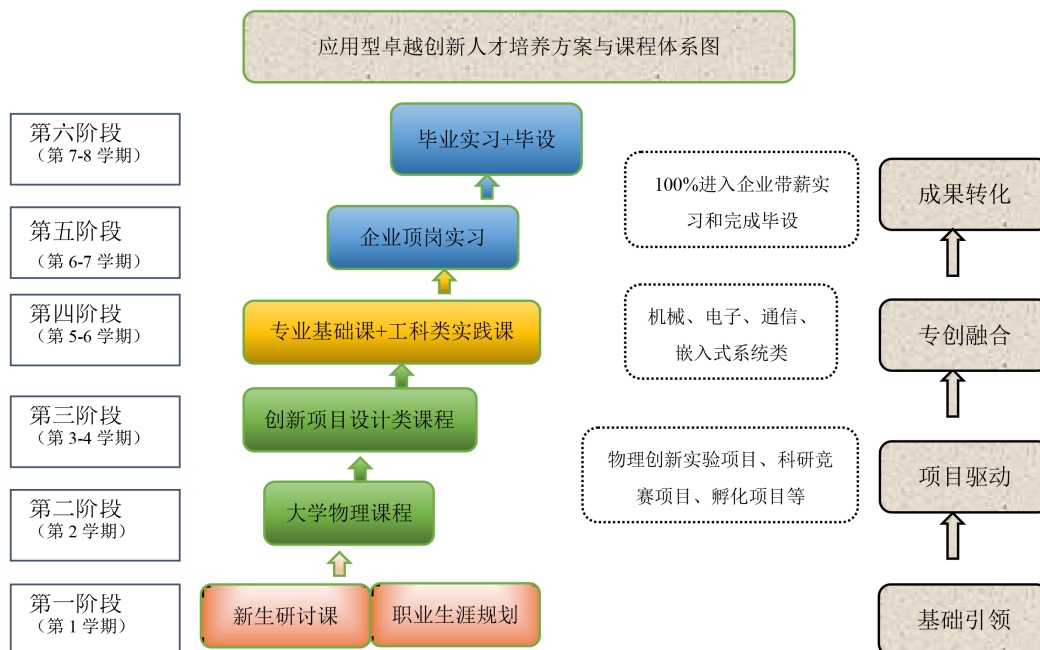 应用型卓越创新人才培养方案与课程体系图
第六阶段
（第 7-8 学期）
毕业实习+毕设
100%进入企业带薪实
习和完成毕设
成果转化
第五阶段
（第 6-7 学期）
企业顶岗实习
第四阶段
（第 5-6 学期）
专业基础课+工科类实践课
机械、电子、通信、
嵌入式系统类
专创融合
第三阶段
（第 3-4 学期）
创新项目设计类课程
物理创新实验项目、科研竞
赛项目、孵化项目等
项目驱动
第二阶段
（第 2 学期）
大学物理课程
第一阶段
（第 1 学期）
新生研讨课
职业生涯规划
基础引领